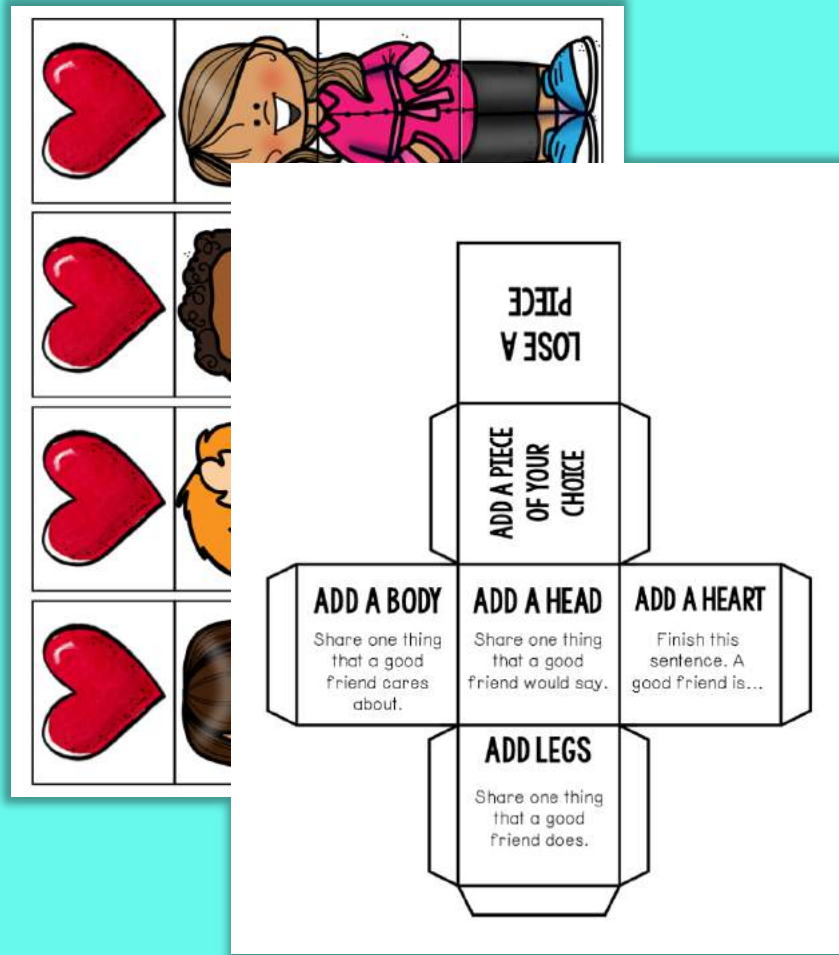 LOSE A
PIECE
ADD A PIECE
OF YOUR
CHOICE
ADD A BODY
Share one thing
that a good
friend cares
about.
ADD A HEAD
Share one thing
that a good
friend would say.
ADD A HEART
Finish this
sentence. A
good friend is...
ADD LEGS
Share one thing
that a good
friend does.